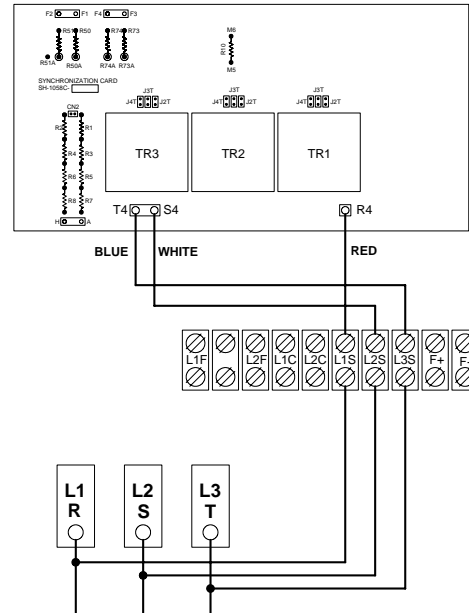 F2 F1 F4 F3
R51 R50 R74 R73
R51A R50A R74A R73A
M6
R10
M5
SYNCHRONIZATION CARD
SH-1058C-
CN2
J3T J3T J3T
J4T J2T J4T J2T J4T J2T
R2 R1
R4 R3
R6 R5
R8 R7
H A
TR3 TR2 TR1
T4 S4 R4
BLUE WHITE RED
L1F L2F L1C L2C L1S L2S L3S F+ F-
L1 L2 L3
R S T